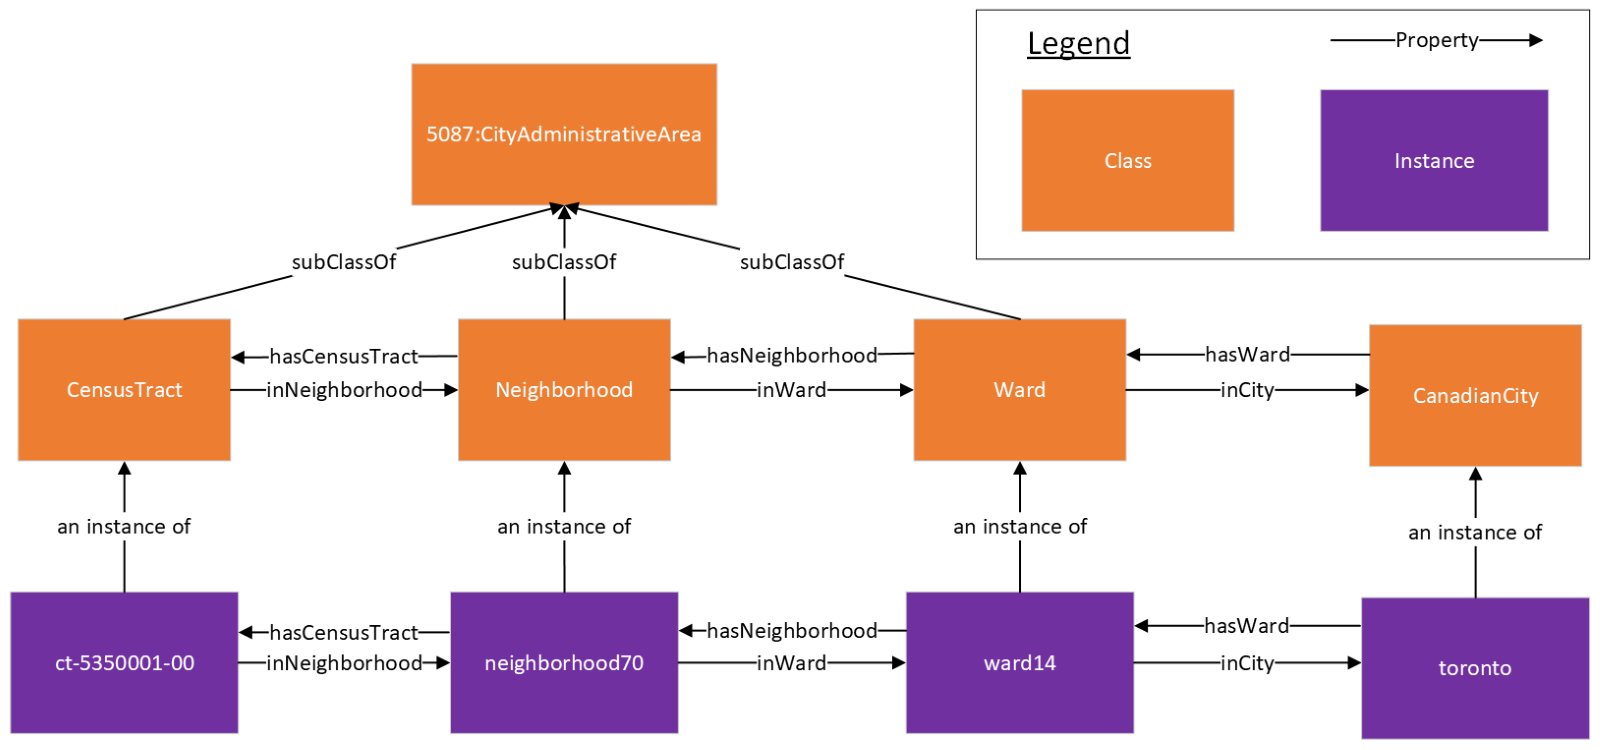 Legend
Property
5087:CityAdministrativeArea
Class
Instance
subClassOf
subClassOf
subClassOf
hasCensusTract
hasNeighborhood
hasWard
CensusTract
inNeighborhood
Neighborhood
inWard
Ward
inCity
CanadianCity
an instance of
an instance of
an instance of
an instance of
hasCensusTract
hasNeighborhood
hasWard
ct-5350001-00
inNeighborhood
neighborhood70
inWard
ward14
inCity
toronto